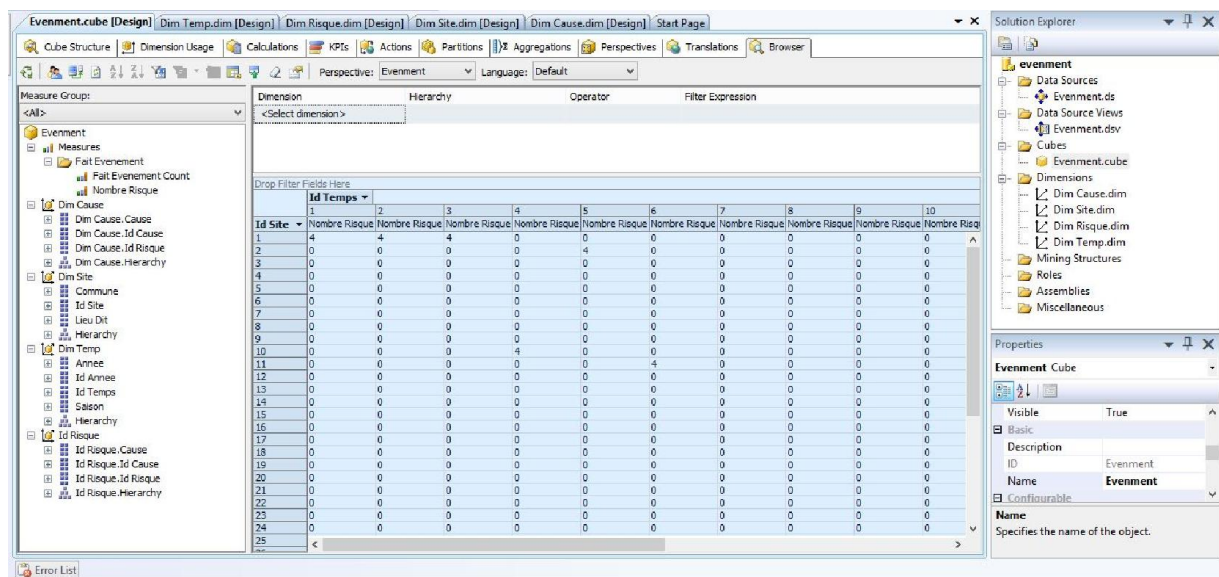 Evenment.cube [Design] Dim Temp.dim [Design] Dim Risque.dim [Design] Dim Site.dim [Design] Dim Cause.dim [Design] Start Page
Cube Structure Dimension Usage Calculations KPIs Actions Partitions Aggregations Perspectives Translations Browser
Perspective: Evenment Language: Default
Measure Group:
<All>
Evenment
Measures
Fait Evenement
Fait Evenement Count
Nombre Risque
Dim Cause
Dim Cause.Cause
Dim Cause.Id Cause
Dim Cause.Id Risque
Dim Cause.Hierarchy
Dim Site
Commune
Id Site
Lieu Dit
Hierarchy
Dim Temp
Annee
Id Annee
Id Temps
Saison
Hierarchy
Id Risque
Id Risque.Cause
Id Risque.Id Cause
Id Risque.Id Risque
Id Risque.Hierarchy
Dimension Hierarchy Operator Filter Expression
<Select dimension>
Drop Filter Fields Here
Id Temps
1 2 3 4 5 6 7 8 9 10
Id Site Nombre Risque Nombre Risque Nombre Risque Nombre Risque Nombre Risque Nombre Risque Nombre Risque Nombre Risque Nombre Risque Nombre Risq
1 4 4 4 0 0 0 0 0 0 0
2 0 0 0 0 4 0 0 0 0 0
3 0 0 0 0 0 0 0 0 0 0
4 0 0 0 0 0 0 0 0 0 0
5 0 0 0 0 0 0 0 0 0 0
6 0 0 0 0 0 0 0 0 0 0
7 0 0 0 0 0 0 0 0 0 0
8 0 0 0 0 0 0 0 0 0 0
9 0 0 0 0 0 0 0 0 0 0
10 0 0 0 4 0 0 0 0 0 0
11 0 0 0 0 0 4 0 0 0 0
12 0 0 0 0 0 0 0 0 0 0
13 0 0 0 0 0 0 0 0 0 0
14 0 0 0 0 0 0 0 0 0 0
15 0 0 0 0 0 0 0 0 0 0
16 0 0 0 0 0 0 0 0 0 0
17 0 0 0 0 0 0 0 0 0 0
18 0 0 0 0 0 0 0 0 0 0
19 0 0 0 0 0 0 0 0 0 0
20 0 0 0 0 0 0 0 0 0 0
21 0 0 0 0 0 0 0 0 0 0
22 0 0 0 0 0 0 0 0 0 0
23 0 0 0 0 0 0 0 0 0 0
24 0 0 0 0 0 0 0 0 0 0
25
Solution Explorer
evenment
Data Sources
Evenment.ds
Data Source Views
Evenment.dsv
Cubes
Evenment.cube
Dimensions
Dim Cause.dim
Dim Site.dim
Dim Risque.dim
Dim Temp.dim
Mining Structures
Roles
Assemblies
Miscellaneous
Properties
Evenment Cube
Visible True
Basic
Description
ID Evenment
Name Evenment
Configurable
Name
Specifies the name of the object.
Error List